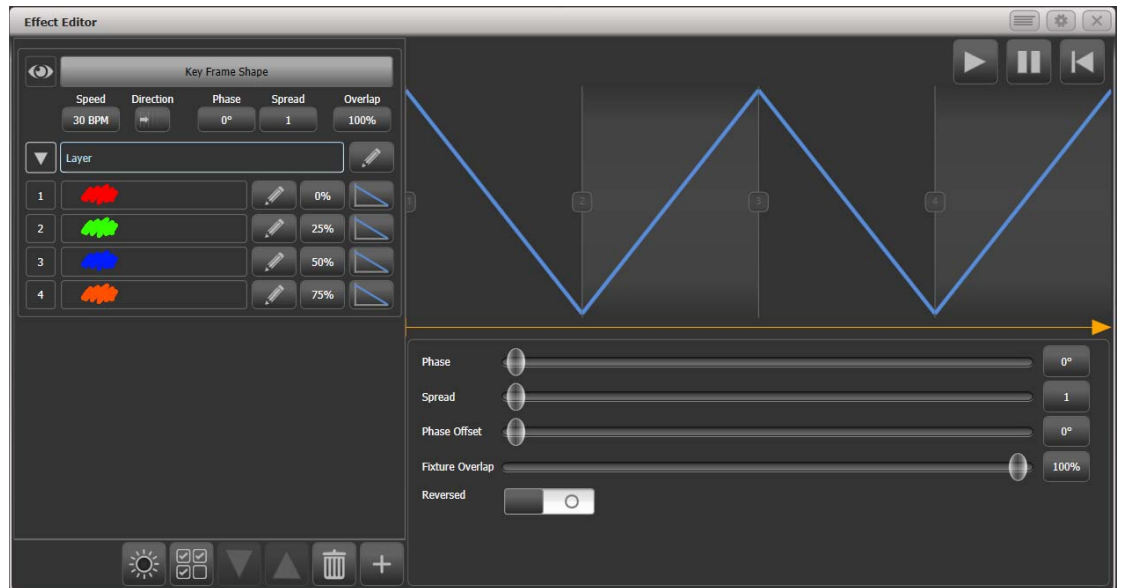 Effect Editor
Key Frame Shape
Speed Direction Phase Spread Overlap
30 BPM 0° 1 100%
Layer
1 0%
2 25%
3 50%
4 75%
1 2 3 4
Phase 0°
Spread 1
Phase Offset 0°
Fixture Overlap 100%
Reversed